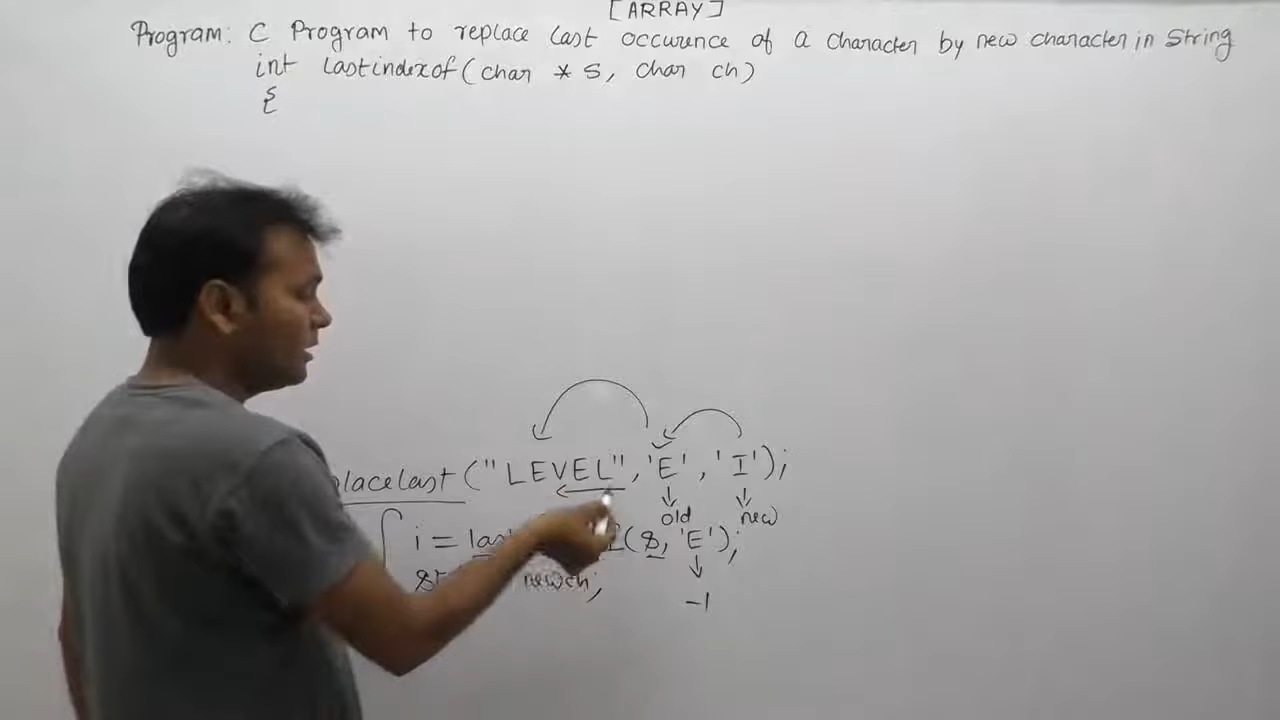 [ARRAY]
Program: C Program to replace last occurence of a character by new character in String
int lastindexof(char * s, char ch)
{
placelast("LEVEL", 'E', 'I');
old new
i = (s, 'E');
newch;
-1